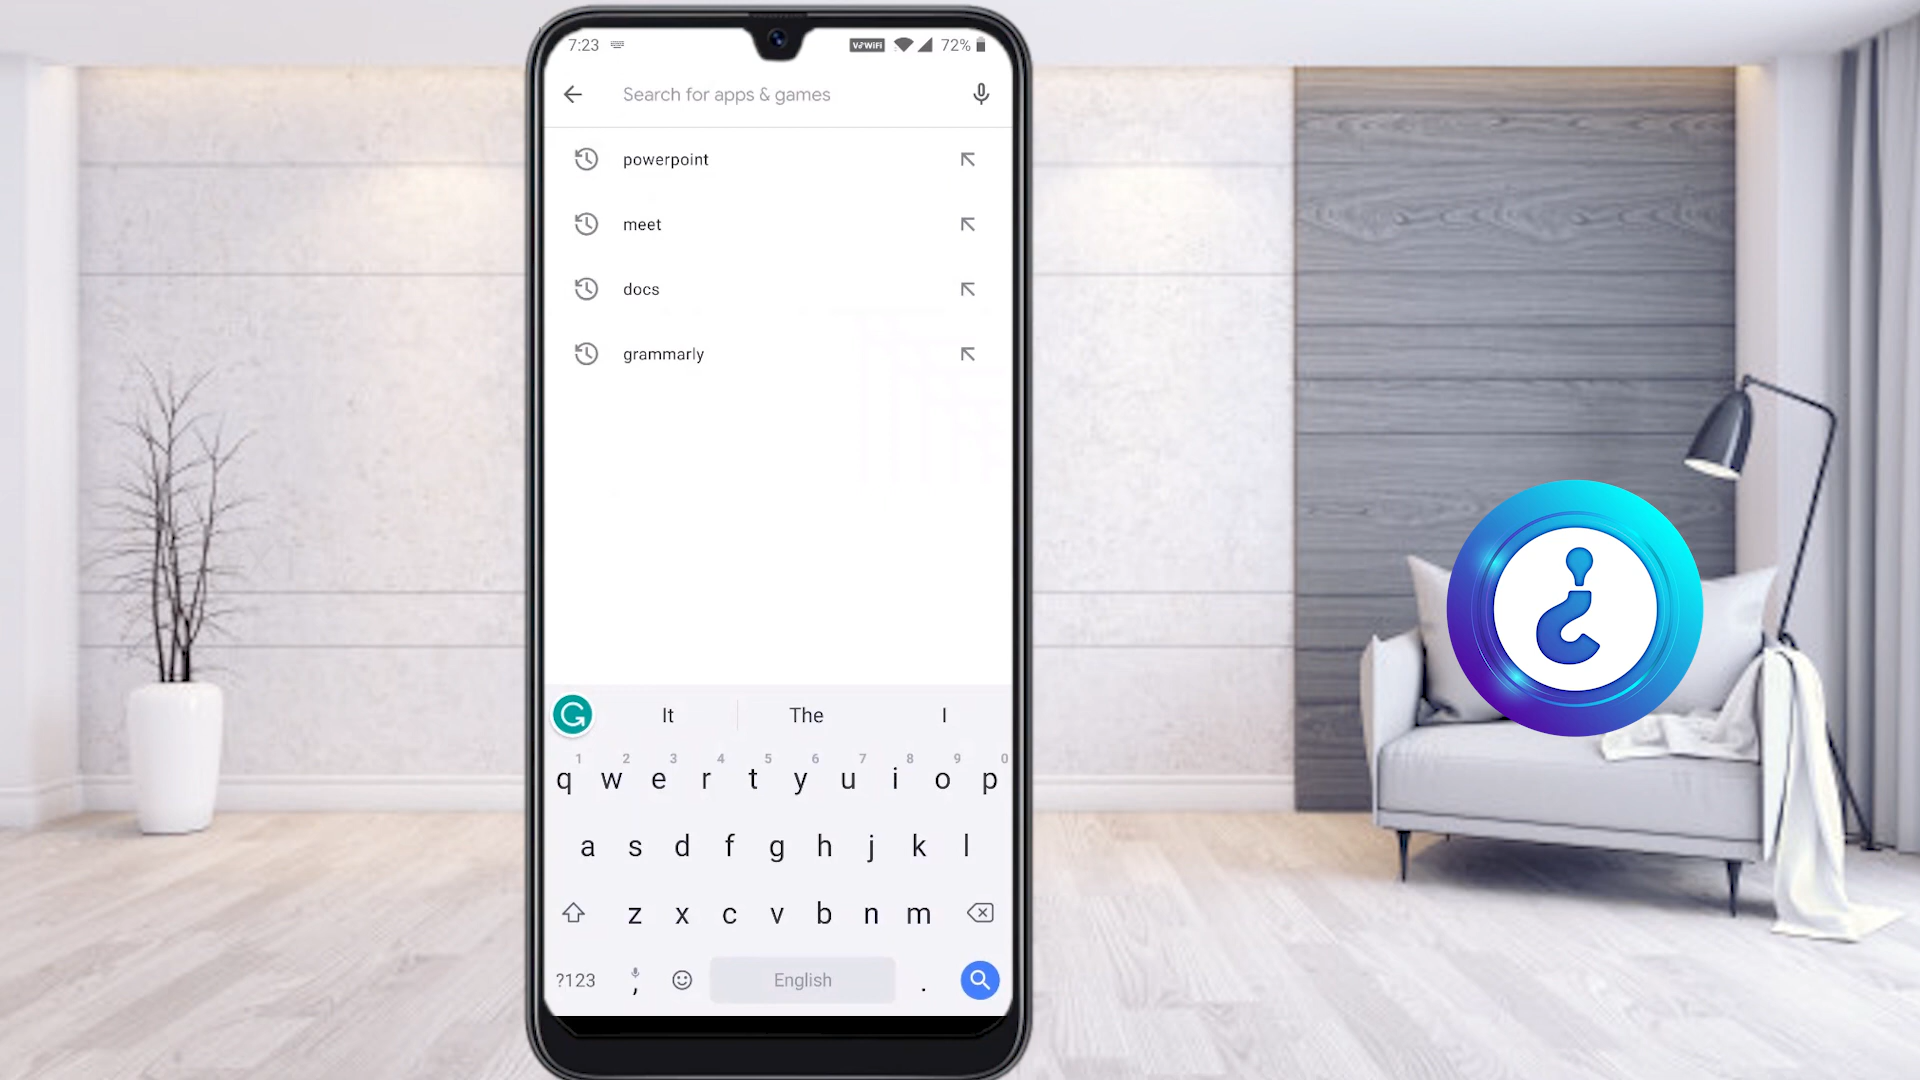 7:23 VoWiFi 72%
Search for apps & games
powerpoint
meet
docs
grammarly
It The I
1 2 3 4 5 6 7 8 9 0
q w e r t y u i o p
a s d f g h j k l
z x c v b n m
?123 , English .